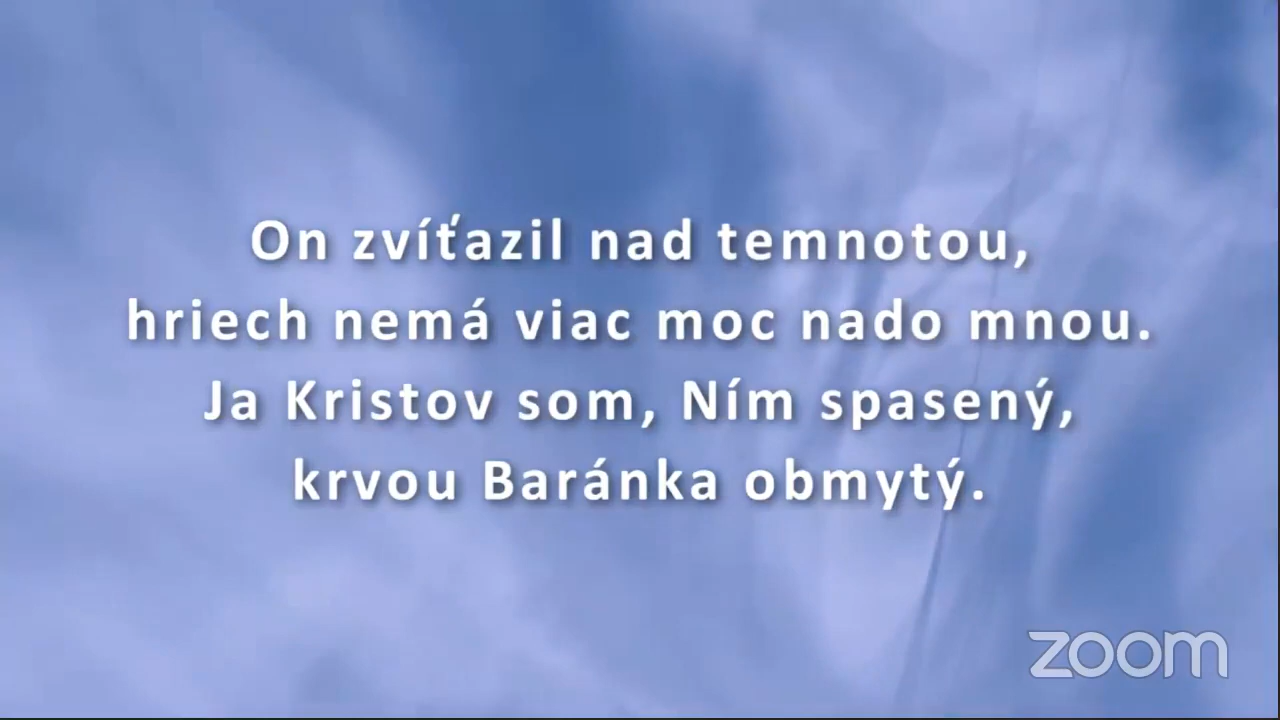 On zvíťazil nad temnotou,
hriech nemá viac moc nado mnou.
Ja Kristov som, Ním spasený,
krvou Baránka obmytý.
zoom